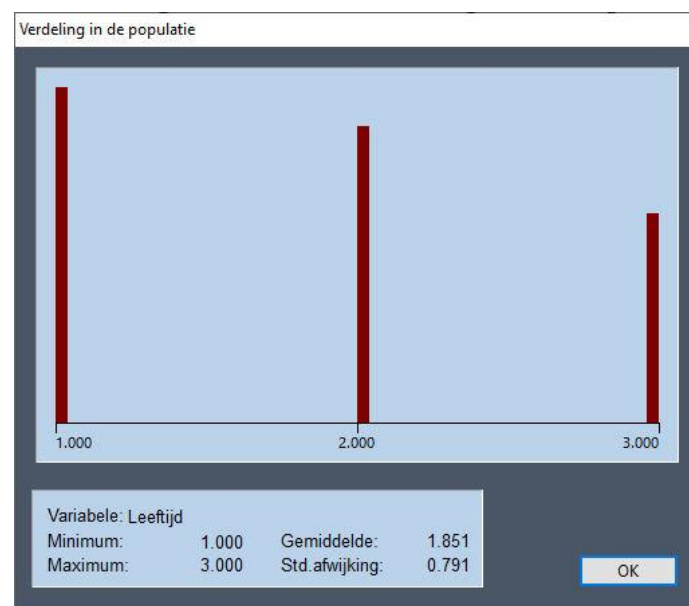 Verdeling in de populatie
1.000 2.000 3.000
Variabele: Leeftijd
Minimum: 1.000 Gemiddelde: 1.851
Maximum: 3.000 Std.afwijking: 0.791
OK